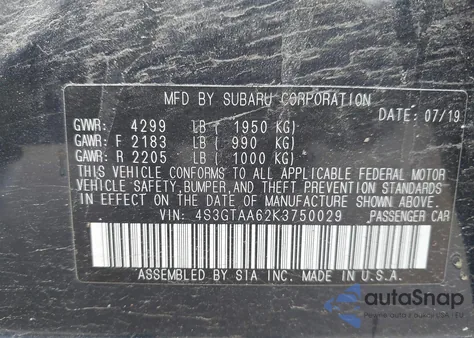 MFD BY SUBARU CORPORATION
DATE: 07/19
GVWR: 4299 LB ( 1950 KG)
GAWR: F 2183 LB ( 990 KG)
GAWR: R 2205 LB ( 1000 KG)
THIS VEHICLE CONFORMS TO ALL APPLICABLE FEDERAL MOTOR
VEHICLE SAFETY, BUMPER, AND THEFT PREVENTION STANDARDS
IN EFFECT ON THE DATE OF MANUFACTURE SHOWN ABOVE.
VIN: 4S3GTAA62K3750029 PASSENGER CAR
ASSEMBLED BY SIA INC. MADE IN U.S.A.
autoSnap